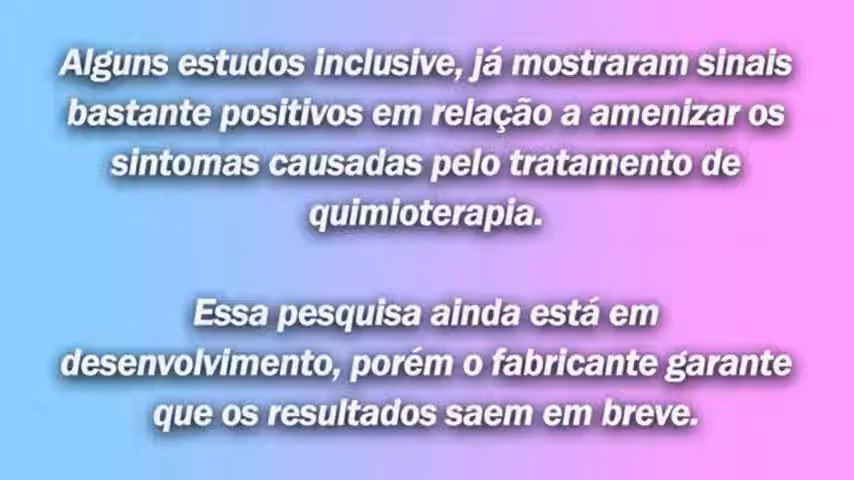 Alguns estudos inclusive, já mostraram sinais
bastante positivos em relação a amenizar os
sintomas causadas pelo tratamento de
quimioterapia.
Essa pesquisa ainda está em
desenvolvimento, porém o fabricante garante
que os resultados saem em breve.